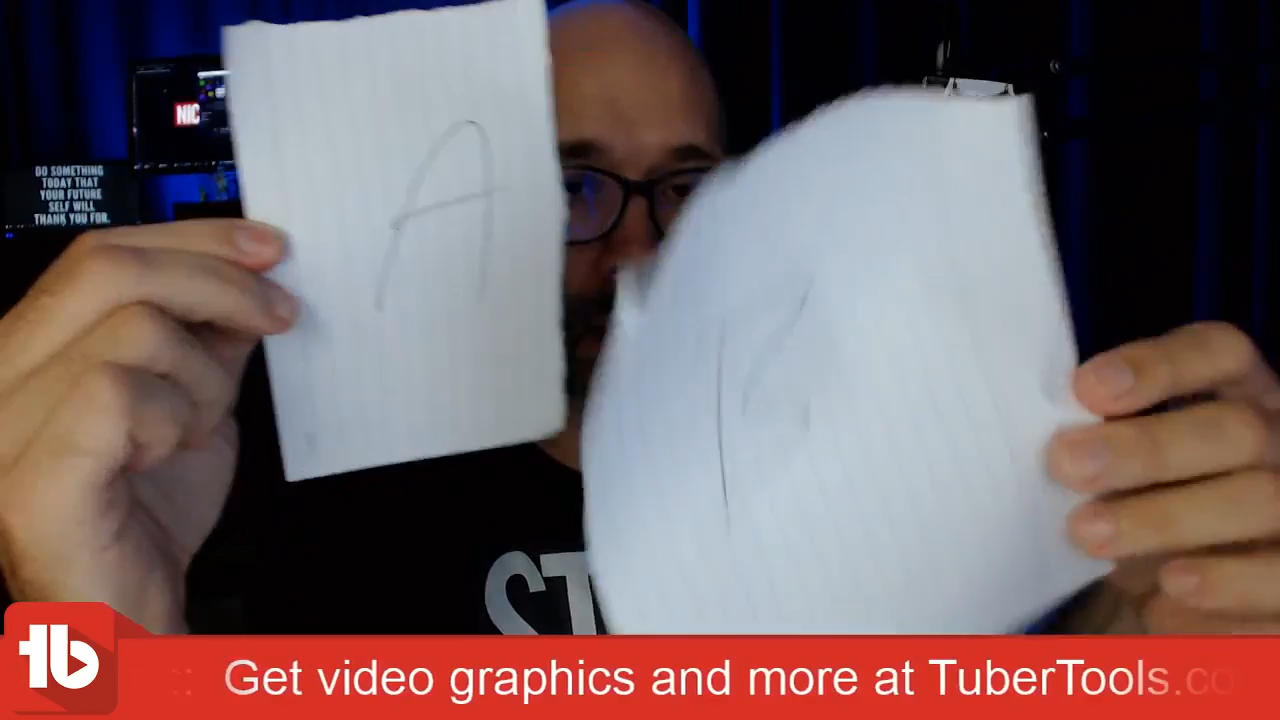 NIC
DO SOMETHING
TODAY THAT
YOUR FUTURE
SELF WILL
THANK YOU FOR.
A
ST
tb
Get video graphics and more at TuberTools.co